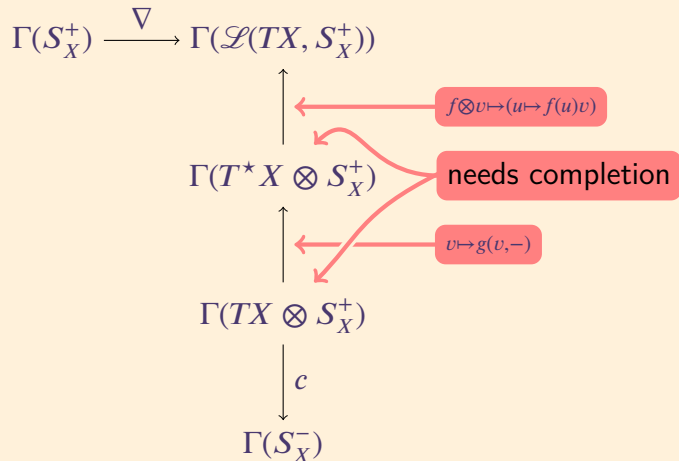 ∇
Γ(S_X^+) → Γ(ℒ(TX, S_X^+))
f⊗v↦(u↦f(u)v)
Γ(T^⋆X ⊗ S_X^+)
needs completion
v↦g(v,−)
Γ(TX ⊗ S_X^+)
c
Γ(S_X^-)